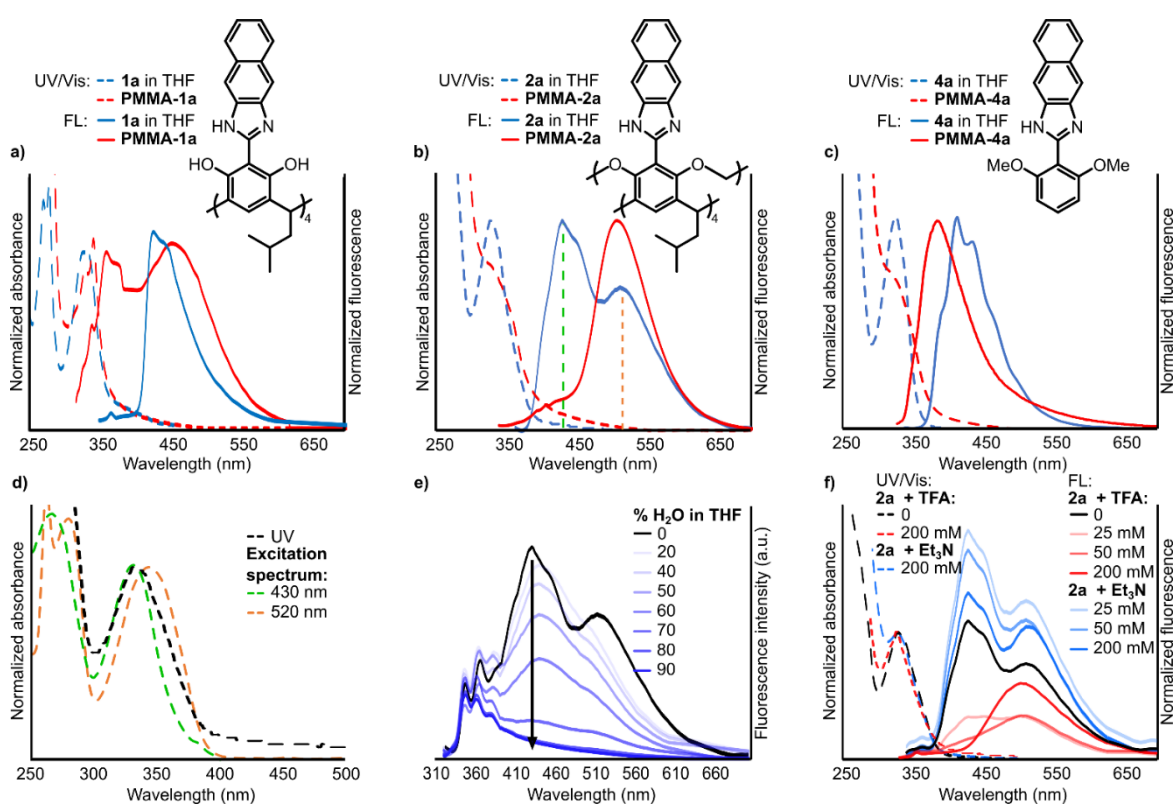 UV/Vis: 1a in THF
PMMA-1a
FL: 1a in THF
PMMA-1a
a)
HN
N
HO
OH
4
Normalized absorbance
Normalized fluorescence
250 350 450 550 650
Wavelength (nm)
UV/Vis: 2a in THF
PMMA-2a
FL: 2a in THF
PMMA-2a
b)
HN
N
O
O
4
Normalized absorbance
Normalized fluorescence
250 350 450 550 650
Wavelength (nm)
UV/Vis: 4a in THF
PMMA-4a
FL: 4a in THF
PMMA-4a
c)
HN
N
MeO
OMe
Normalized absorbance
Normalized fluorescence
250 350 450 550 650
Wavelength (nm)
d)
UV
Excitation
spectrum:
430 nm
520 nm
Normalized absorbance
250 300 350 400 450 500
Wavelength (nm)
e)
% H2O in THF
0
20
40
50
60
70
80
90
Fluorescence intensity (a.u.)
310 360 410 460 510 560 610 660
Wavelength (nm)
f)
UV/Vis:
2a + TFA:
0
200 mM
2a + Et3N
200 mM
FL:
2a + TFA:
0
25 mM
50 mM
200 mM
2a + Et3N
25 mM
50 mM
200 mM
Normalized absorbance
Normalized fluorescence
250 350 450 550 650
Wavelength (nm)